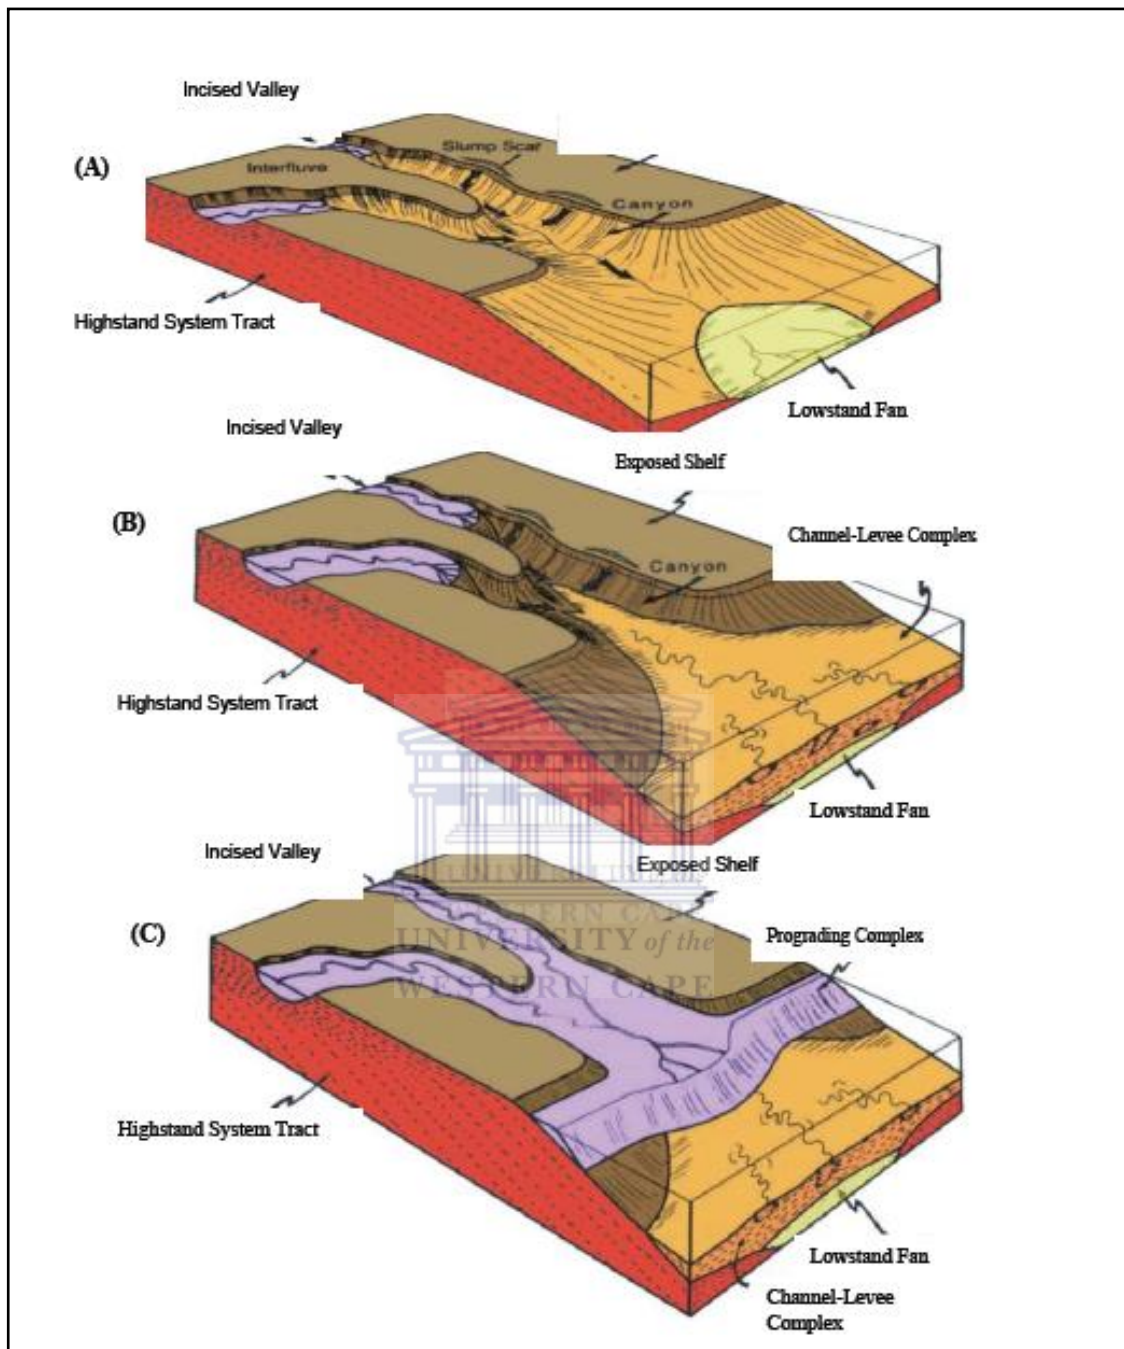 Incised Valley
(A)
Slump Scar
Interfluve
Canyon
Highstand System Tract
Lowstand Fan
Incised Valley
Exposed Shelf
(B)
Channel-Levee Complex
Canyon
Highstand System Tract
Lowstand Fan
Incised Valley
Exposed Shelf
(C)
Prograding Complex
UNIVERSITY of the
WESTERN CAPE
Highstand System Tract
Lowstand Fan
Channel-Levee
Complex